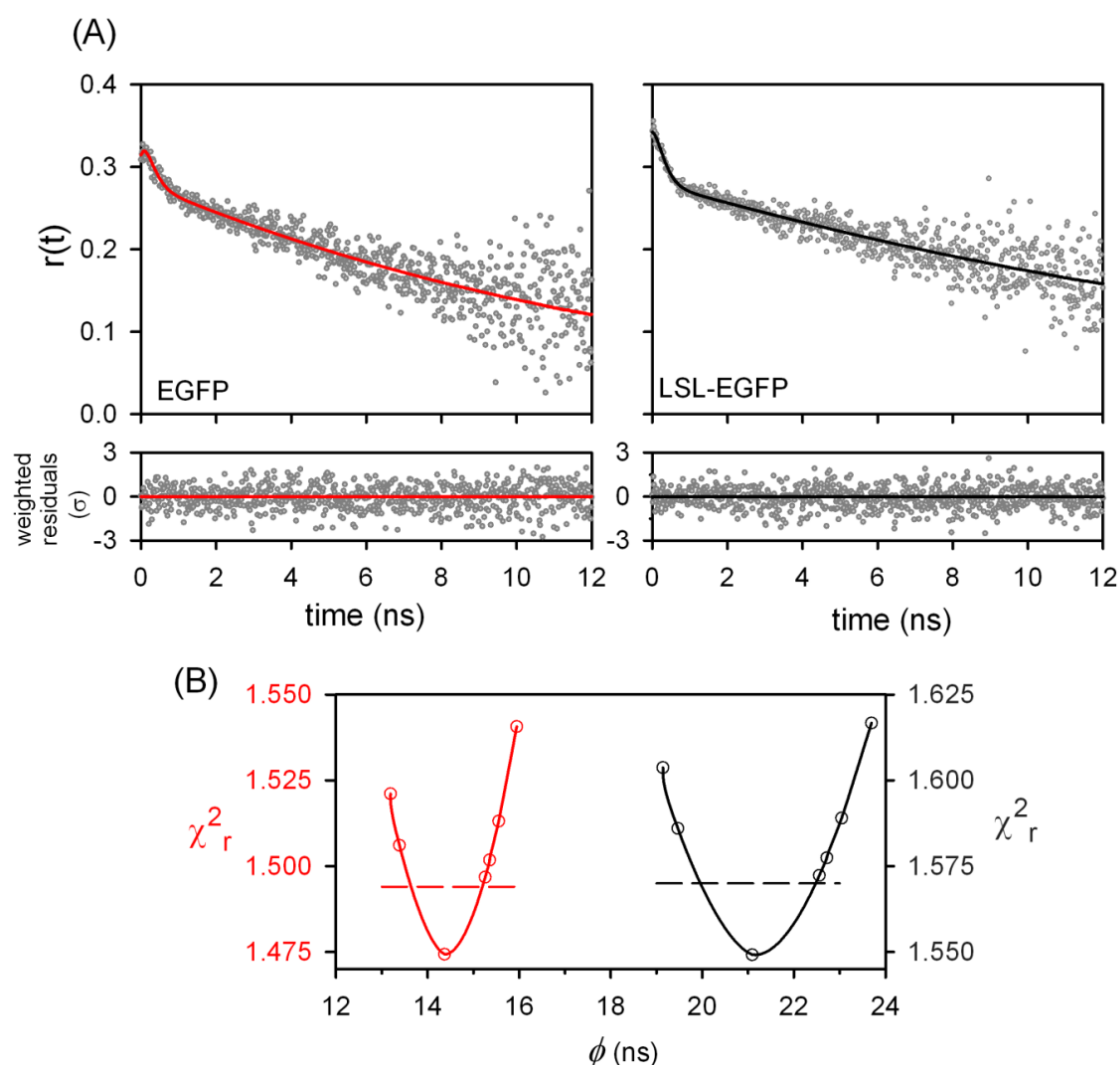 (A)
0.4
0.3
0.2
0.1
0.0
r(t)
EGFP
LSL-EGFP
3
0
-3
weighted
residuals
(σ)
3
0
-3
0 2 4 6 8 10 12
0 2 4 6 8 10 12
time (ns)
time (ns)
(B)
1.550
1.525
1.500
1.475
χ²r
1.625
1.600
1.575
1.550
χ²r
12 14 16 18 20 22 24
ϕ (ns)